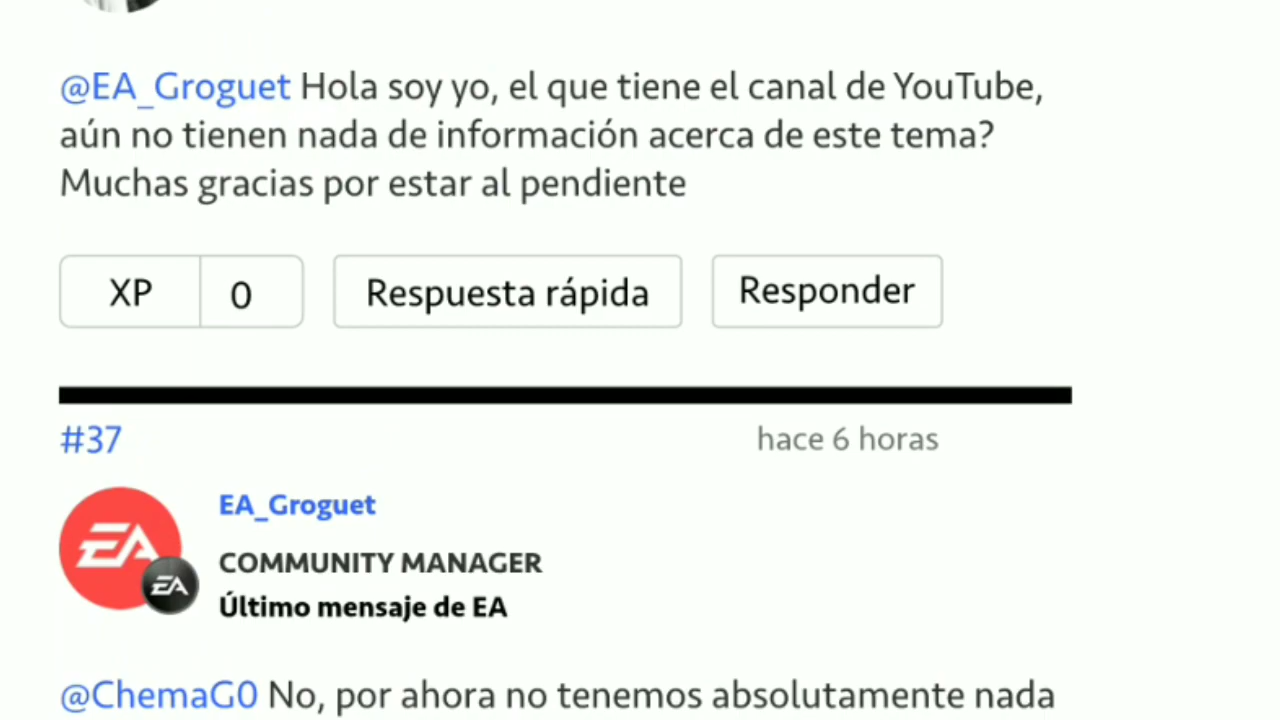 @EA_Groguet Hola soy yo, el que tiene el canal de YouTube,
aún no tienen nada de información acerca de este tema?
Muchas gracias por estar al pendiente
XP 0 Respuesta rápida Responder
#37 hace 6 horas
EA_Groguet
COMMUNITY MANAGER
EA EA
Último mensaje de EA
@ChemaG0 No, por ahora no tenemos absolutamente nada